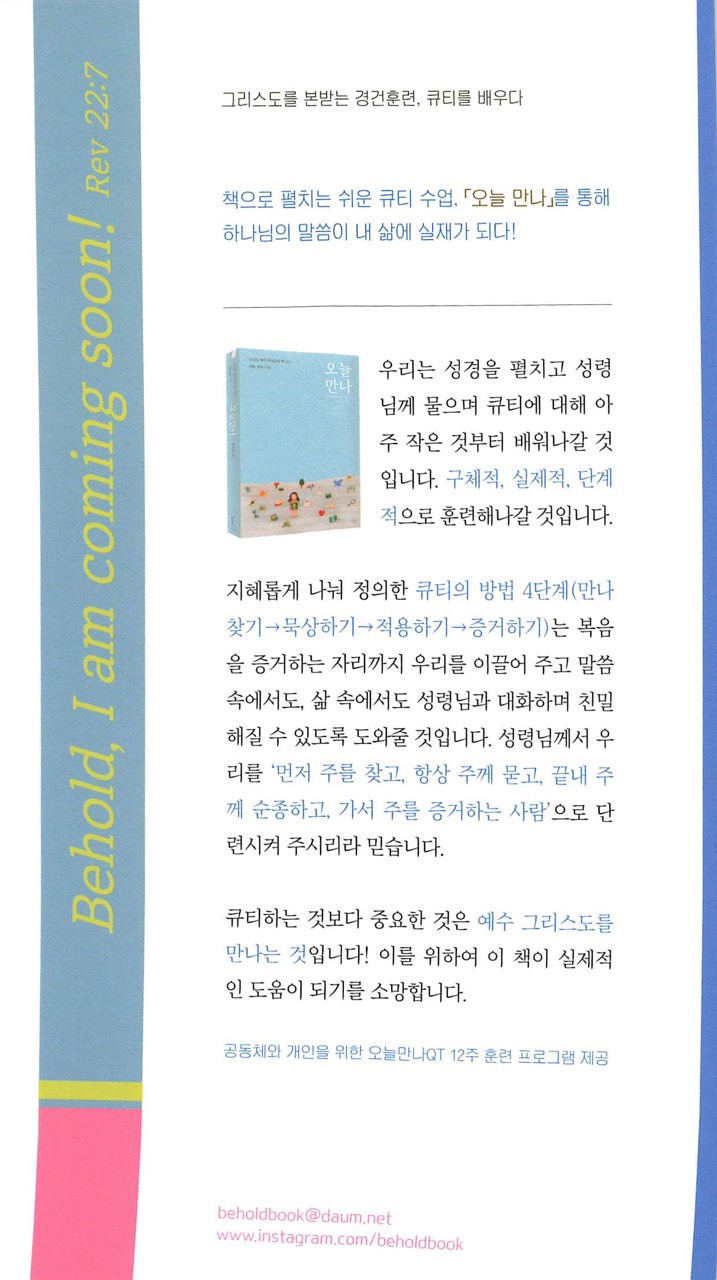 Behold, I am coming soon! Rev 22:7
그리스도를 본받는 경건훈련, 큐티를 배우다
책으로 펼치는 쉬운 큐티 수업, 「오늘 만나」를 통해
하나님의 말씀이 내 삶에 실재가 되다!
오늘
만나
우리는 성경을 펼치고 성령
님께 물으며 큐티에 대해 아
주 작은 것부터 배워나갈 것
입니다. 구체적, 실제적, 단계
적으로 훈련해나갈 것입니다.
지혜롭게 나눠 정의한 큐티의 방법 4단계(만나
찾기→묵상하기→적용하기→증거하기)는 복음
을 증거하는 자리까지 우리를 이끌어 주고 말씀
속에서도, 삶 속에서도 성령님과 대화하며 친밀
해질 수 있도록 도와줄 것입니다. 성령님께서 우
리를 ‘먼저 주를 찾고, 항상 주께 묻고, 끝내 주
께 순종하고, 가서 주를 증거하는 사람’으로 단
련시켜 주시리라 믿습니다.
큐티하는 것보다 중요한 것은 예수 그리스도를
만나는 것입니다! 이를 위하여 이 책이 실제적
인 도움이 되기를 소망합니다.
공동체와 개인을 위한 오늘만나QT 12주 훈련 프로그램 제공
beholdbook@daum.net
www.instagram.com/beholdbook